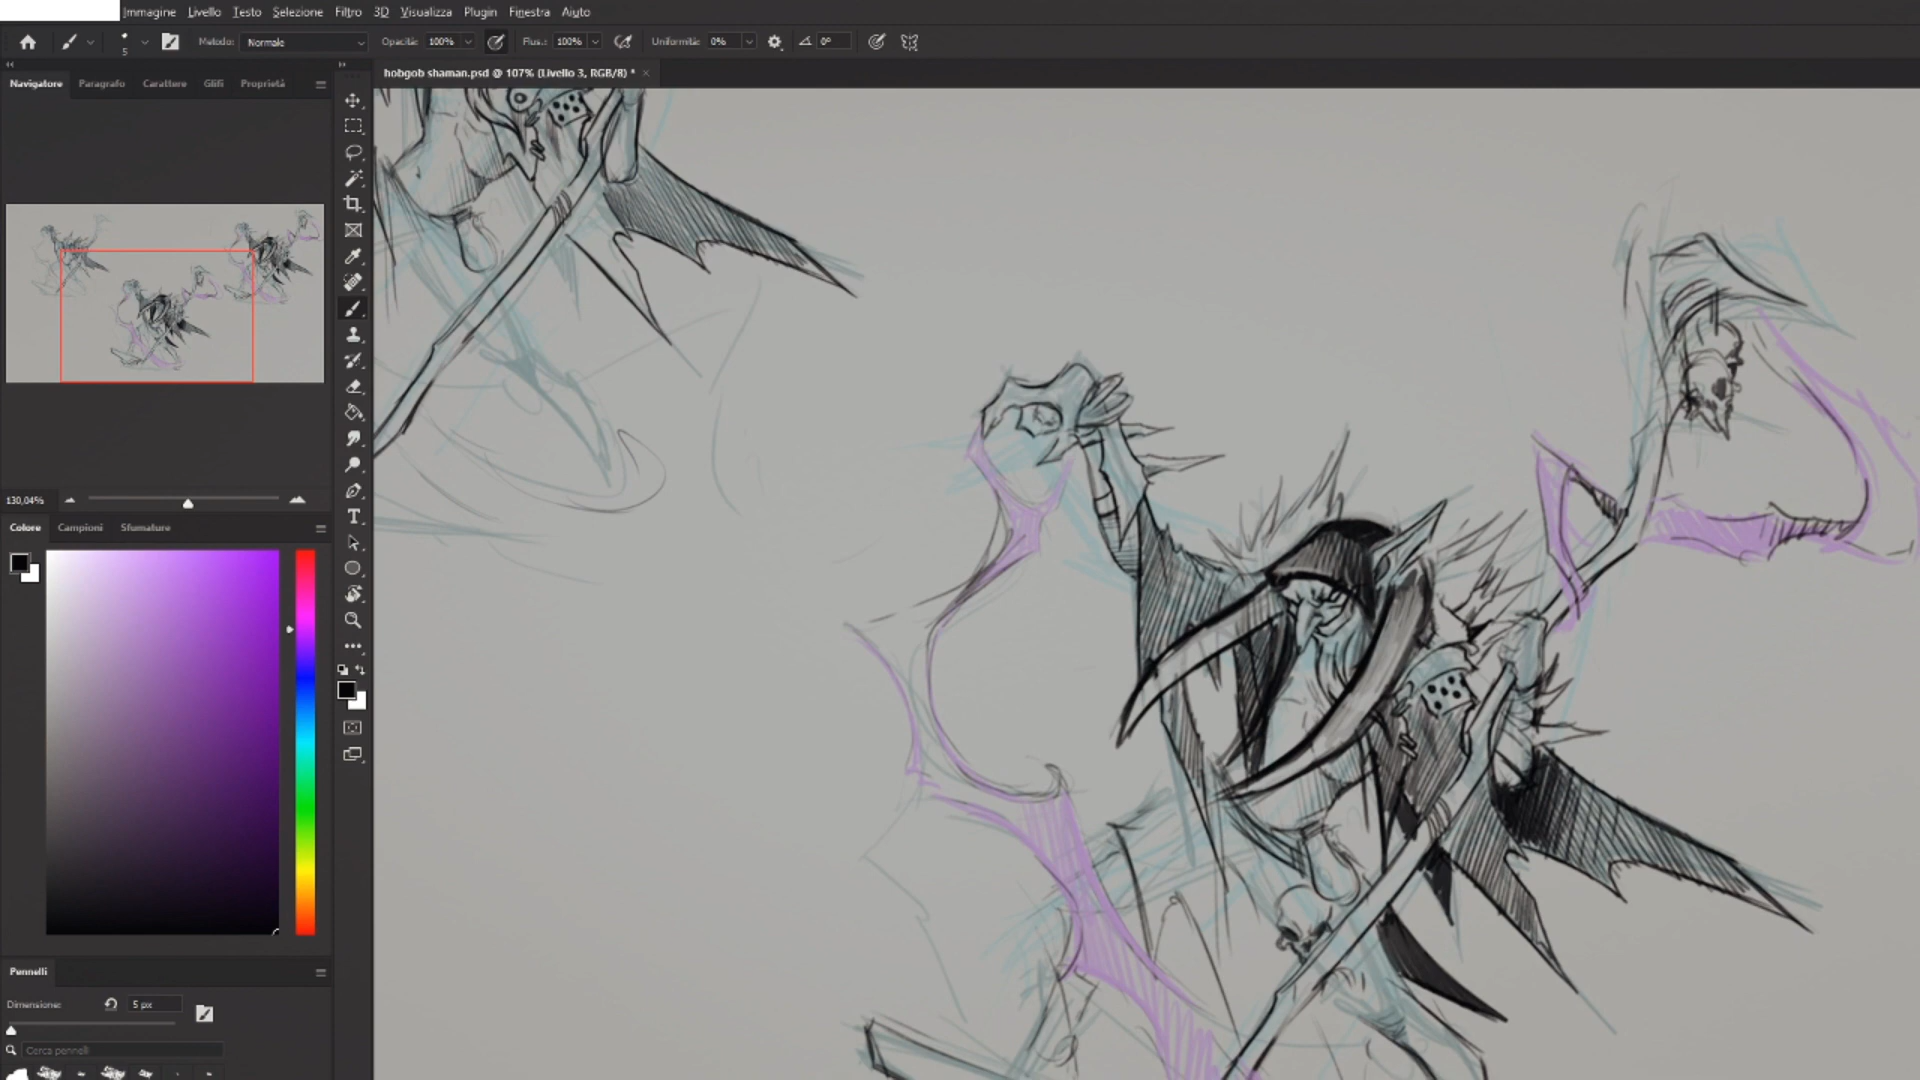 Immagine Livello Testo Selezione Filtro 3D Visualizza Plugin Finestra Aiuto
5 Metodo: Normale Opacità: 100% Flus.: 100% Uniformità: 0% 0°
hobgob shaman.psd @ 107% (Livello 3, RGB/8) *
Navigatore Paragrafo Carattere Glifi Proprietà
130,04%
Colore Campioni Sfumature
Pennelli
Dimensione: 5 px
Cerca pennelli